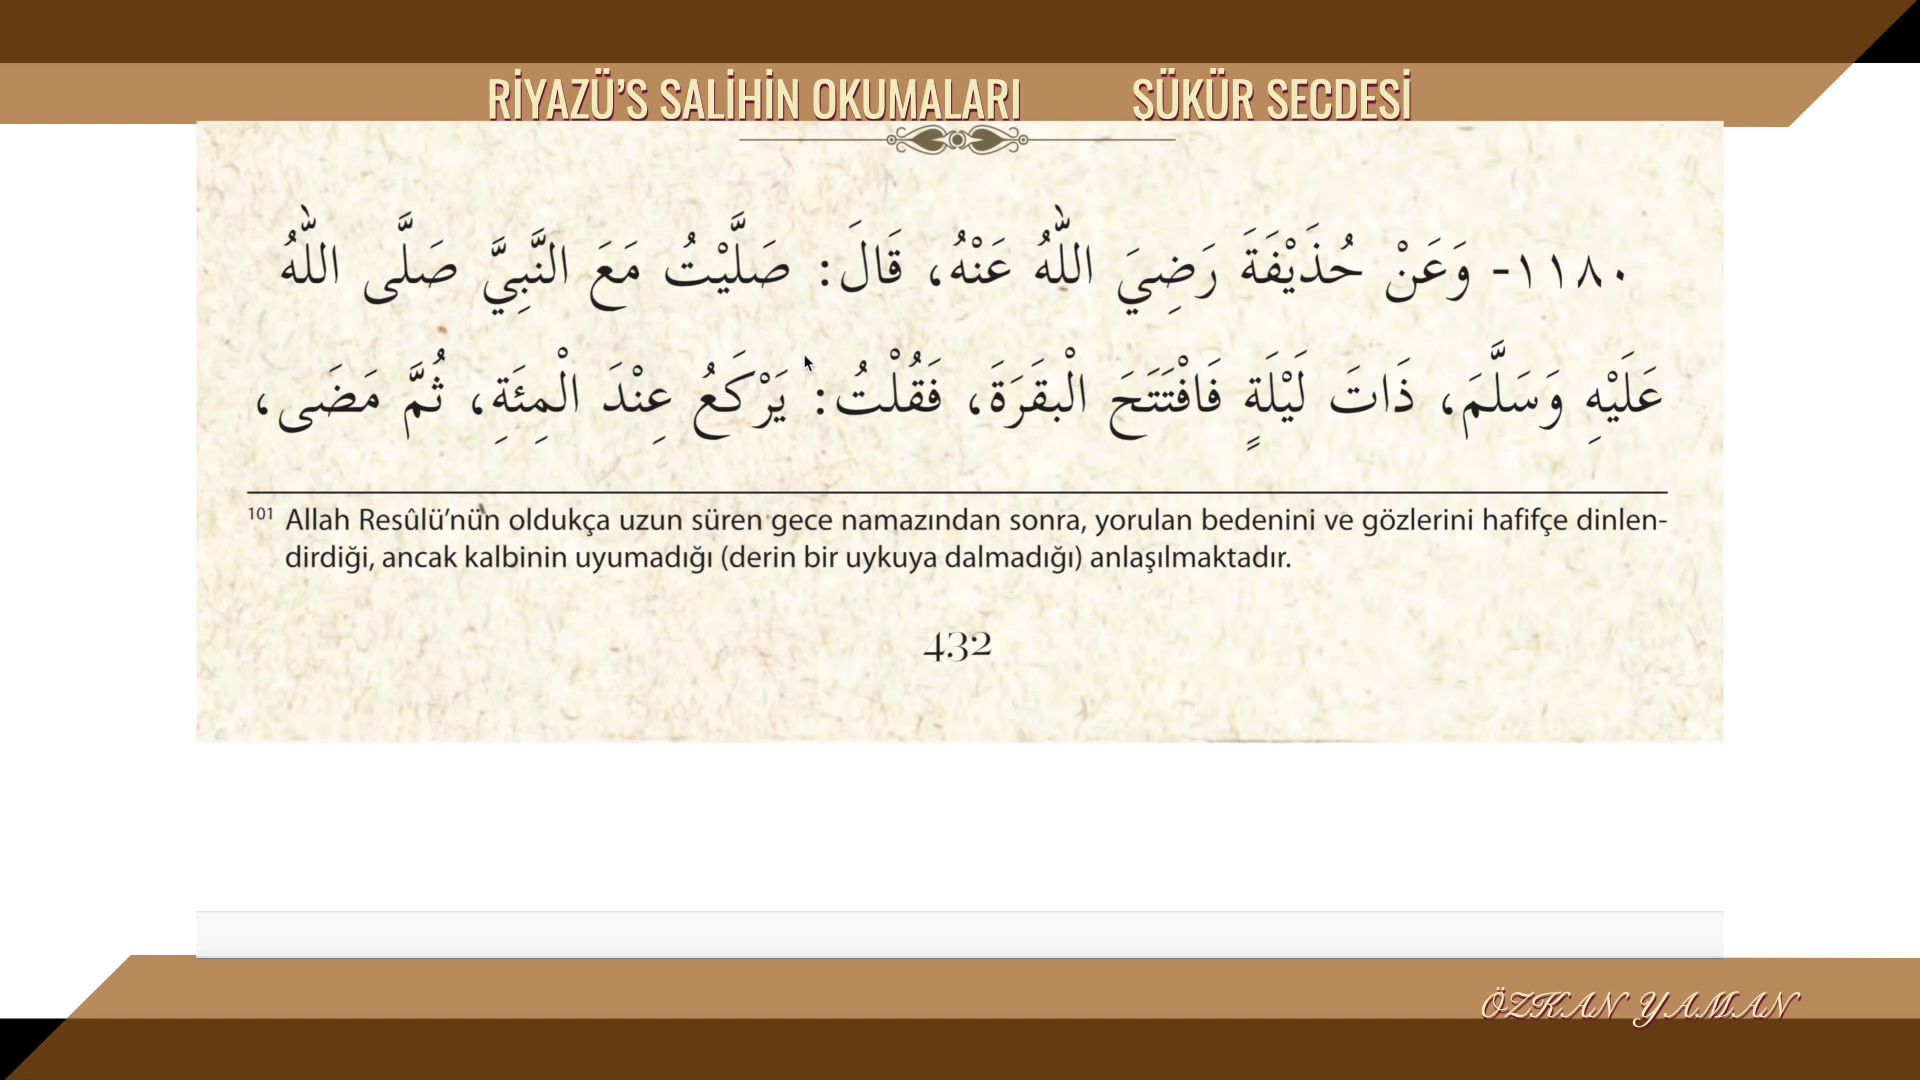 RİYAZÜ’S SALİHİN OKUMALARI ŞÜKÜR SECDESİ
١١٨٠- وَعَنْ حُذَيْفَةَ رَضِيَ اللّٰهُ عَنْهُ، قَالَ: صَلَّيْتُ مَعَ النَّبِيَّ صَلَّى اللّٰهُ
عَلَيْهِ وَسَلَّمَ، ذَاتَ لَيْلَةٍ فَافْتَتَحَ الْبقَرَةَ، فَقُلْتُ: يَرْكَعُ عِنْدَ الْمِئَةِ، ثُمَّ مَضَى،
101 Allah Resûlü’nün oldukça uzun süren gece namazından sonra, yorulan bedenini ve gözlerini hafifçe dinlen-
dirdiği, ancak kalbinin uyumadığı (derin bir uykuya dalmadığı) anlaşılmaktadır.
432
ÖZKAN YAMAN